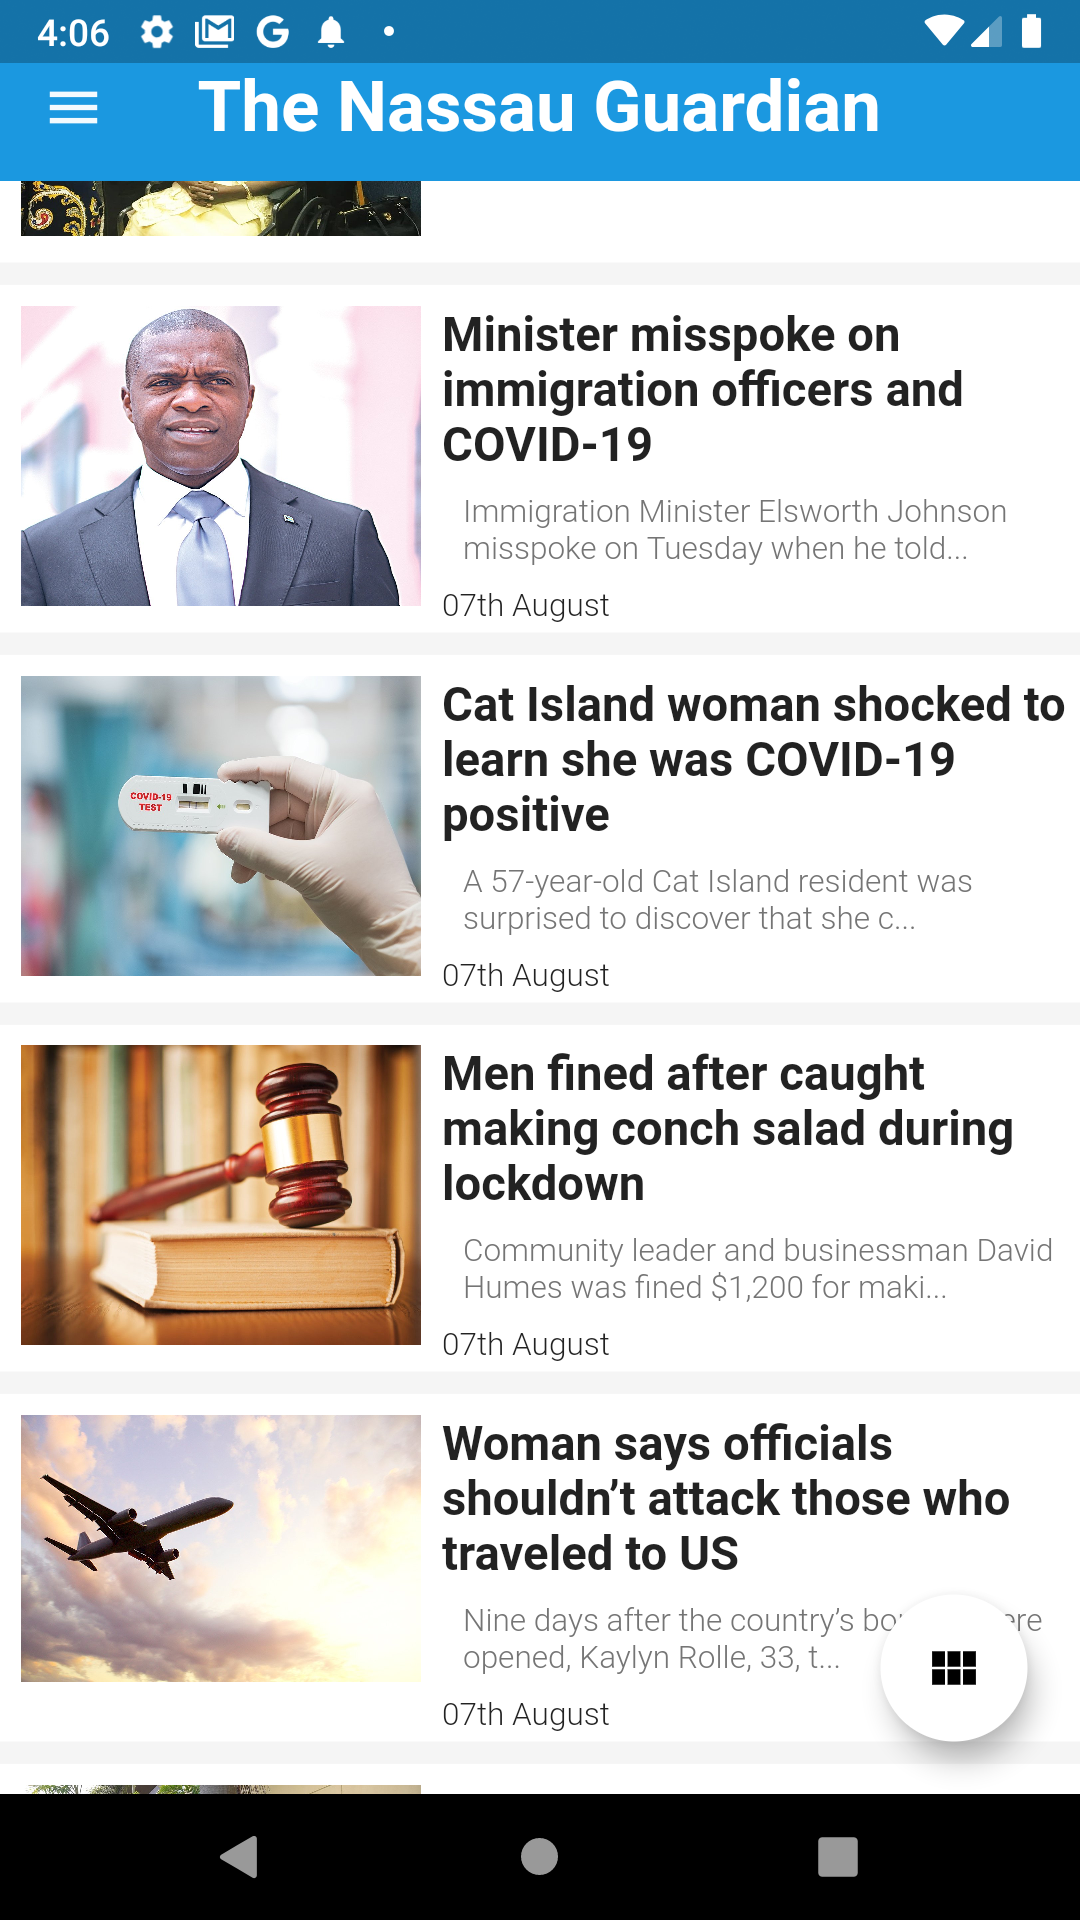 4:06
The Nassau Guardian
Minister misspoke on
immigration officers and
COVID-19
Immigration Minister Elsworth Johnson
misspoke on Tuesday when he told...
07th August
COVID-19
TEST
Cat Island woman shocked to
learn she was COVID-19
positive
A 57-year-old Cat Island resident was
surprised to discover that she c...
07th August
Men fined after caught
making conch salad during
lockdown
Community leader and businessman David
Humes was fined $1,200 for maki...
07th August
Woman says officials
shouldn’t attack those who
traveled to US
Nine days after the country’s
opened, Kaylyn Rolle, 33, t...
07th August